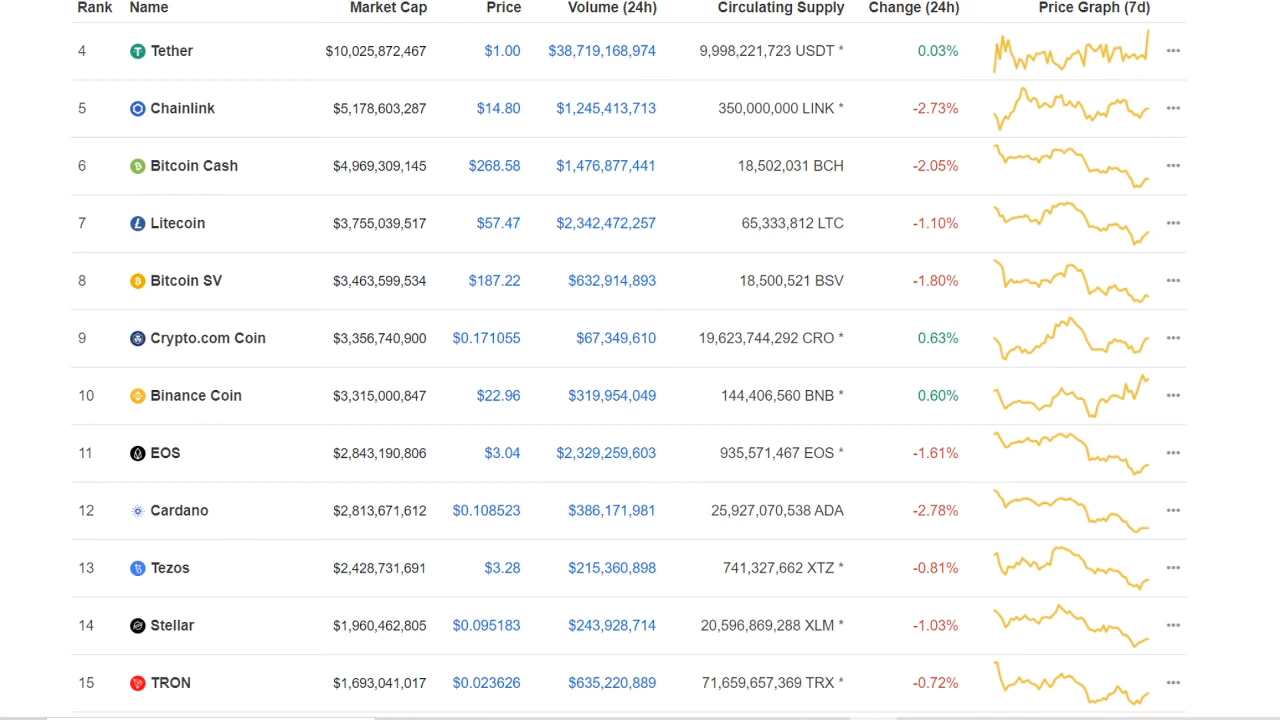 Rank Name Market Cap Price Volume (24h) Circulating Supply Change (24h) Price Graph (7d)
4 Tether $10,025,872,467 $1.00 $38,719,168,974 9,998,221,723 USDT * 0.03%
5 Chainlink $5,178,603,287 $14.80 $1,245,413,713 350,000,000 LINK * -2.73%
6 Bitcoin Cash $4,969,309,145 $268.58 $1,476,877,441 18,502,031 BCH -2.05%
7 Litecoin $3,755,039,517 $57.47 $2,342,472,257 65,333,812 LTC -1.10%
8 Bitcoin SV $3,463,599,534 $187.22 $632,914,893 18,500,521 BSV -1.80%
9 Crypto.com Coin $3,356,740,900 $0.171055 $67,349,610 19,623,744,292 CRO * 0.63%
10 Binance Coin $3,315,000,847 $22.96 $319,954,049 144,406,560 BNB * 0.60%
11 EOS $2,843,190,806 $3.04 $2,329,259,603 935,571,467 EOS * -1.61%
12 Cardano $2,813,671,612 $0.108523 $386,171,981 25,927,070,538 ADA -2.78%
13 Tezos $2,428,731,691 $3.28 $215,360,898 741,327,662 XTZ * -0.81%
14 Stellar $1,960,462,805 $0.095183 $243,928,714 20,596,869,288 XLM * -1.03%
15 TRON $1,693,041,017 $0.023626 $635,220,889 71,659,657,369 TRX * -0.72%